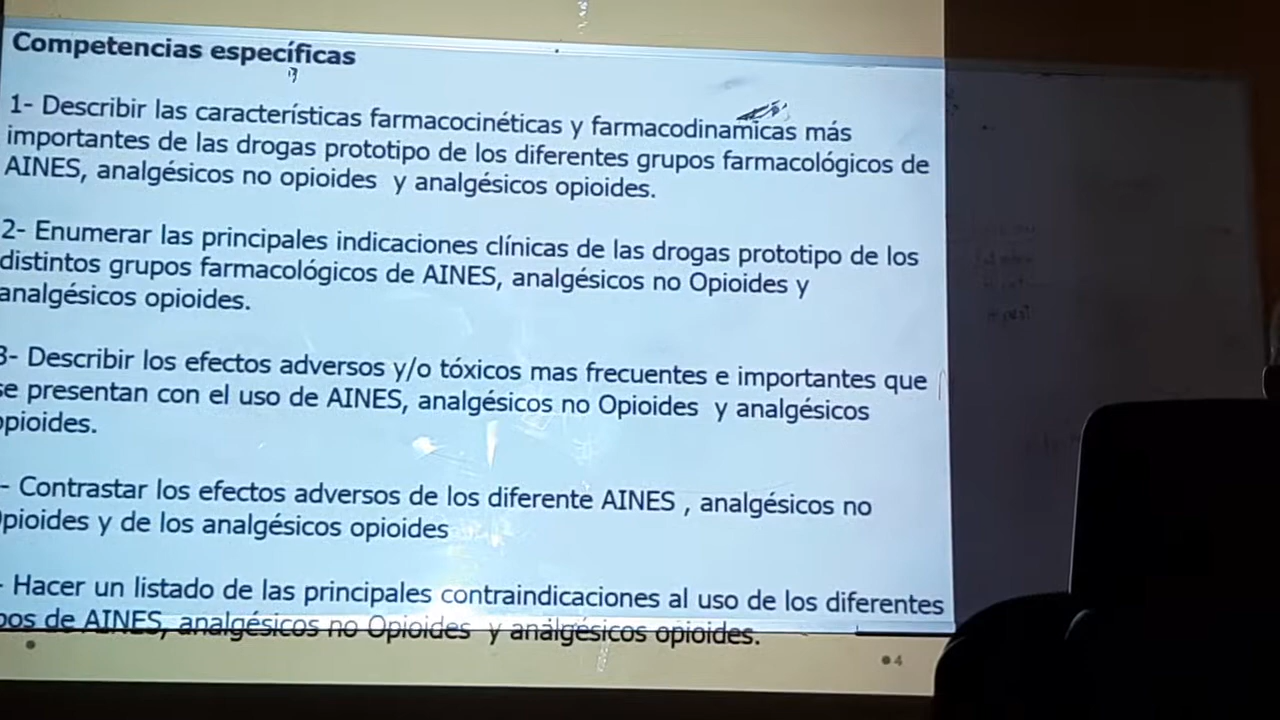 Competencias específicas
1- Describir las características farmacocinéticas y farmacodinamicas más
importantes de las drogas prototipo de los diferentes grupos farmacológicos de
AINES, analgésicos no opioides y analgésicos opioides.
2- Enumerar las principales indicaciones clínicas de las drogas prototipo de los
distintos grupos farmacológicos de AINES, analgésicos no Opioides y
analgésicos opioides.
3- Describir los efectos adversos y/o tóxicos mas frecuentes e importantes que
se presentan con el uso de AINES, analgésicos no Opioides y analgésicos
opioides.
- Contrastar los efectos adversos de los diferente AINES , analgésicos no
Opioides y de los analgésicos opioides
- Hacer un listado de las principales contraindicaciones al uso de los diferentes
pos de AINES, analgésicos no Opioides y analgésicos opioides.
4